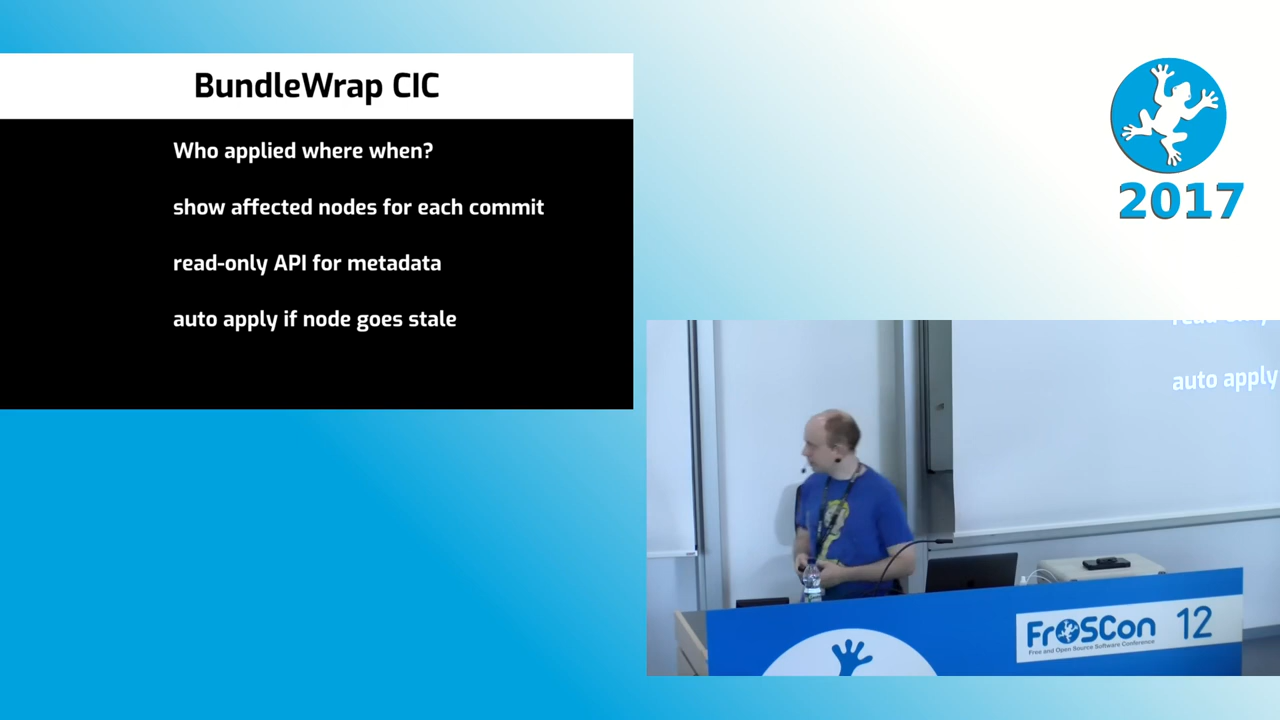 BundleWrap CIC
Who applied where when?
show affected nodes for each commit
read-only API for metadata
auto apply if node goes stale
2017
auto apply
FrOSCon 12
Free and Open Source Software Conference